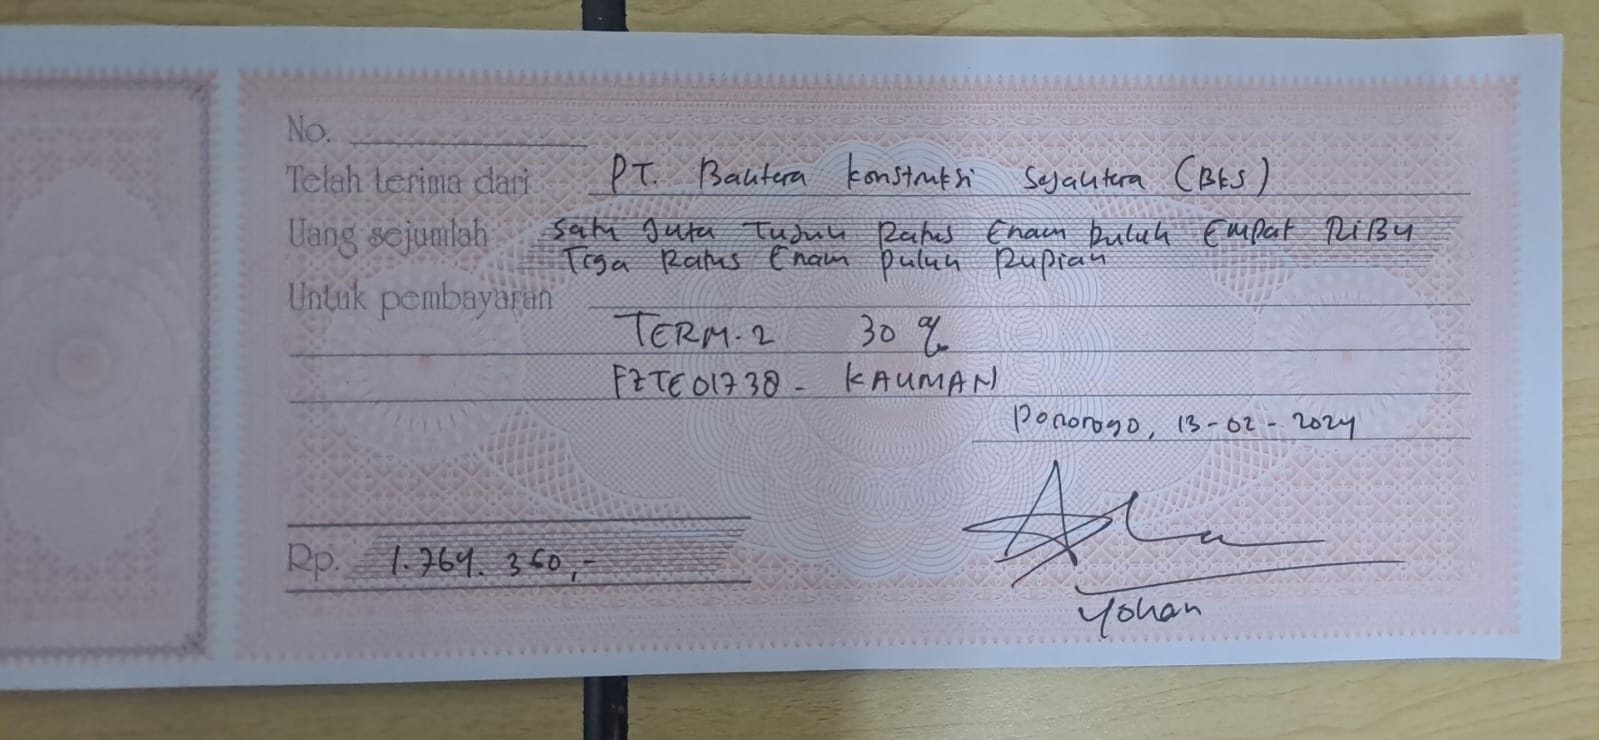 No.
Telah terima dari PT. Bahtera Konstruksi Sejahtera (BKS)
Uang sejumlah Satu Juta Tujuh Ratus Enam Puluh Empat RiBu
Tiga Ratus Enam Puluh Rupiah
Untuk pembayaran
TERM-2 30 %
FZTE01738 - KAUMAN
Ponorogo, 13-02-2024
Rp. 1.764.360,-
Yohan